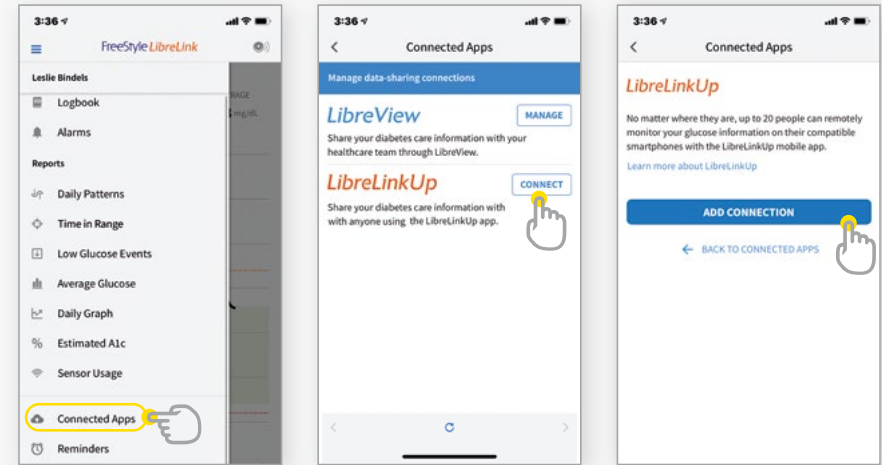 3:36
FreeStyle LibreLink
Leslie Bindels
Logbook
Alarms
Reports
Daily Patterns
Time in Range
Low Glucose Events
Average Glucose
Daily Graph
Estimated A1c
Sensor Usage
Connected Apps
Reminders
mg/dL
3:36
Connected Apps
Manage data-sharing connections
LibreView
MANAGE
Share your diabetes care information with your
healthcare team through LibreView.
LibreLinkUp
CONNECT
Share your diabetes care information with
with anyone using the LibreLinkUp app.
3:36
Connected Apps
LibreLinkUp
No matter where they are, up to 20 people can remotely
monitor your glucose information on their compatible
smartphones with the LibreLinkUp mobile app.
Learn more about LibreLinkUp
ADD CONNECTION
BACK TO CONNECTED APPS